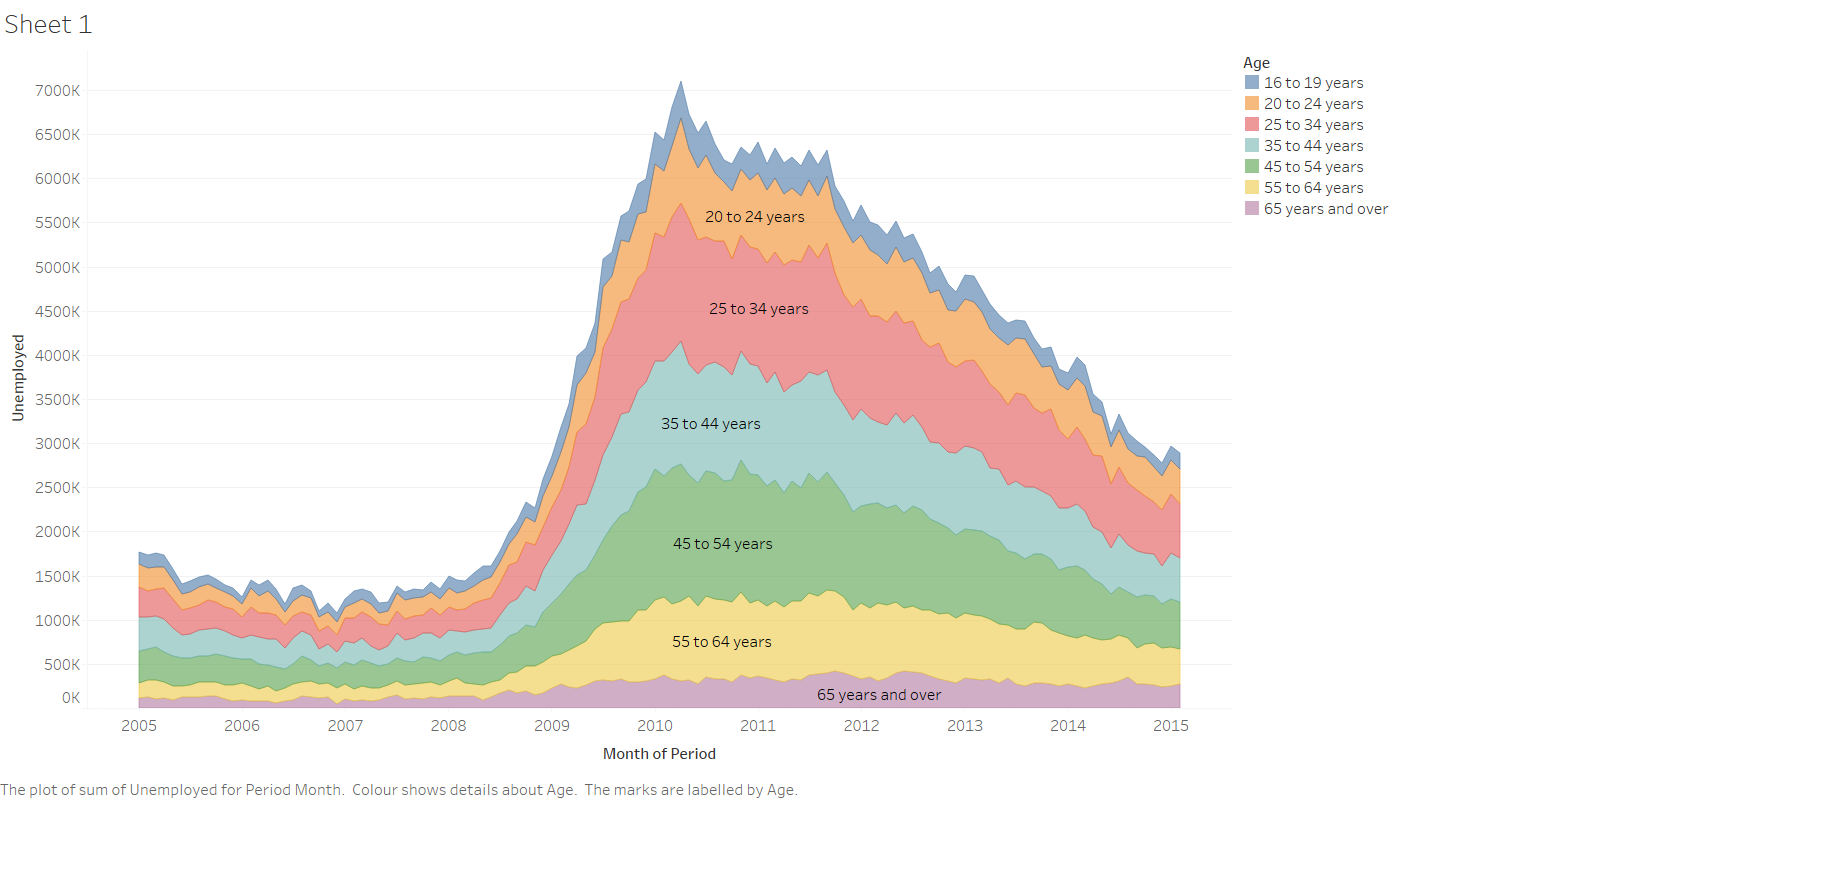 Sheet 1
Age
16 to 19 years
20 to 24 years
25 to 34 years
35 to 44 years
45 to 54 years
55 to 64 years
65 years and over
Unemployed
7000K
6500K
6000K
5500K
5000K
4500K
4000K
3500K
3000K
2500K
2000K
1500K
1000K
500K
0K
20 to 24 years
25 to 34 years
35 to 44 years
45 to 54 years
55 to 64 years
65 years and over
2005 2006 2007 2008 2009 2010 2011 2012 2013 2014 2015
Month of Period
The plot of sum of Unemployed for Period Month.  Colour shows details about Age.  The marks are labelled by Age.